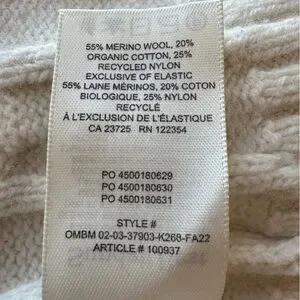 55% MERINO WOOL, 20%
ORGANIC COTTON, 25%
RECYCLED NYLON
EXCLUSIVE OF ELASTIC
55% LAINE MÉRINOS, 20% COTON
BIOLOGIQUE, 25% NYLON
RECYCLÉ
À L'EXCLUSION DE L'ÉLASTIQUE
CA 23725 RN 122354
PO 4500180629
PO 4500180630
PO 4500180631
STYLE #
OMBM 02-03-37903-K268-FA22
ARTICLE # 100937